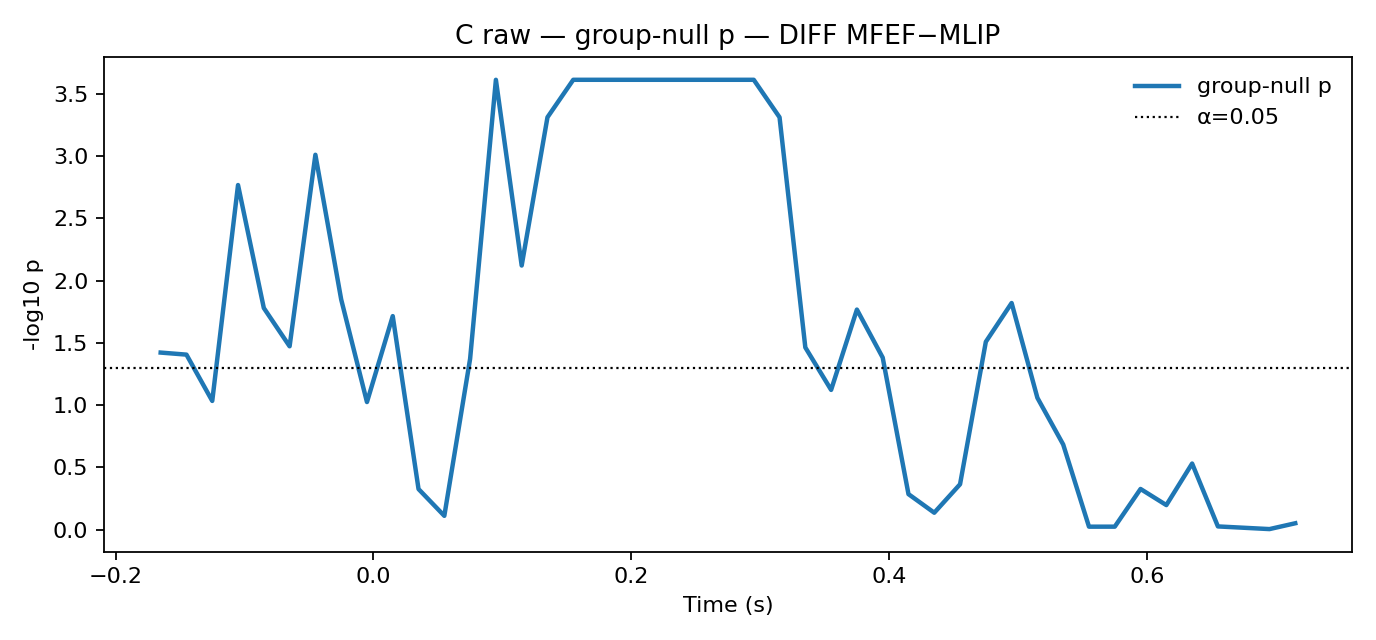 C raw — group-null p — DIFF MFEF−MLIP
group-null p
α=0.05
-log10 p
3.5
3.0
2.5
2.0
1.5
1.0
0.5
0.0
−0.2
0.0
0.2
0.4
0.6
Time (s)